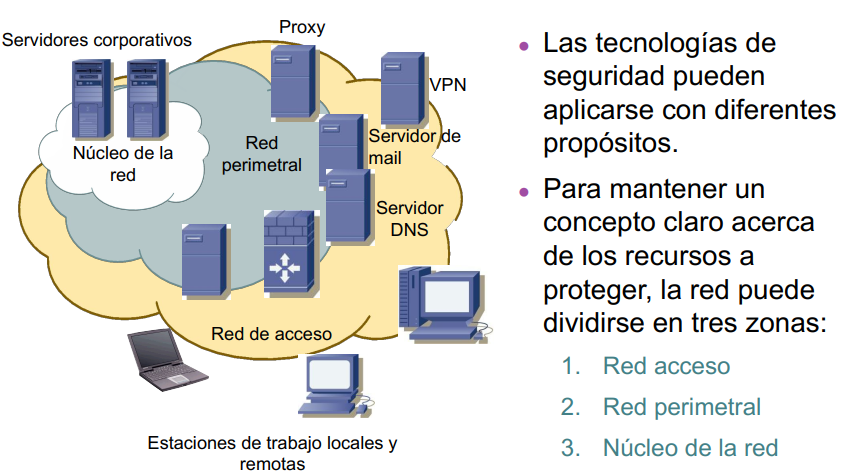 Servidores corporativos
Proxy
VPN
Núcleo de la
red
Red
perimetral
Servidor de
mail
Servidor
DNS
Red de acceso
Estaciones de trabajo locales y
remotas
• Las tecnologías de
seguridad pueden
aplicarse con diferentes
propósitos.
• Para mantener un
concepto claro acerca
de los recursos a
proteger, la red puede
dividirse en tres zonas:
1. Red acceso
2. Red perimetral
3. Núcleo de la red